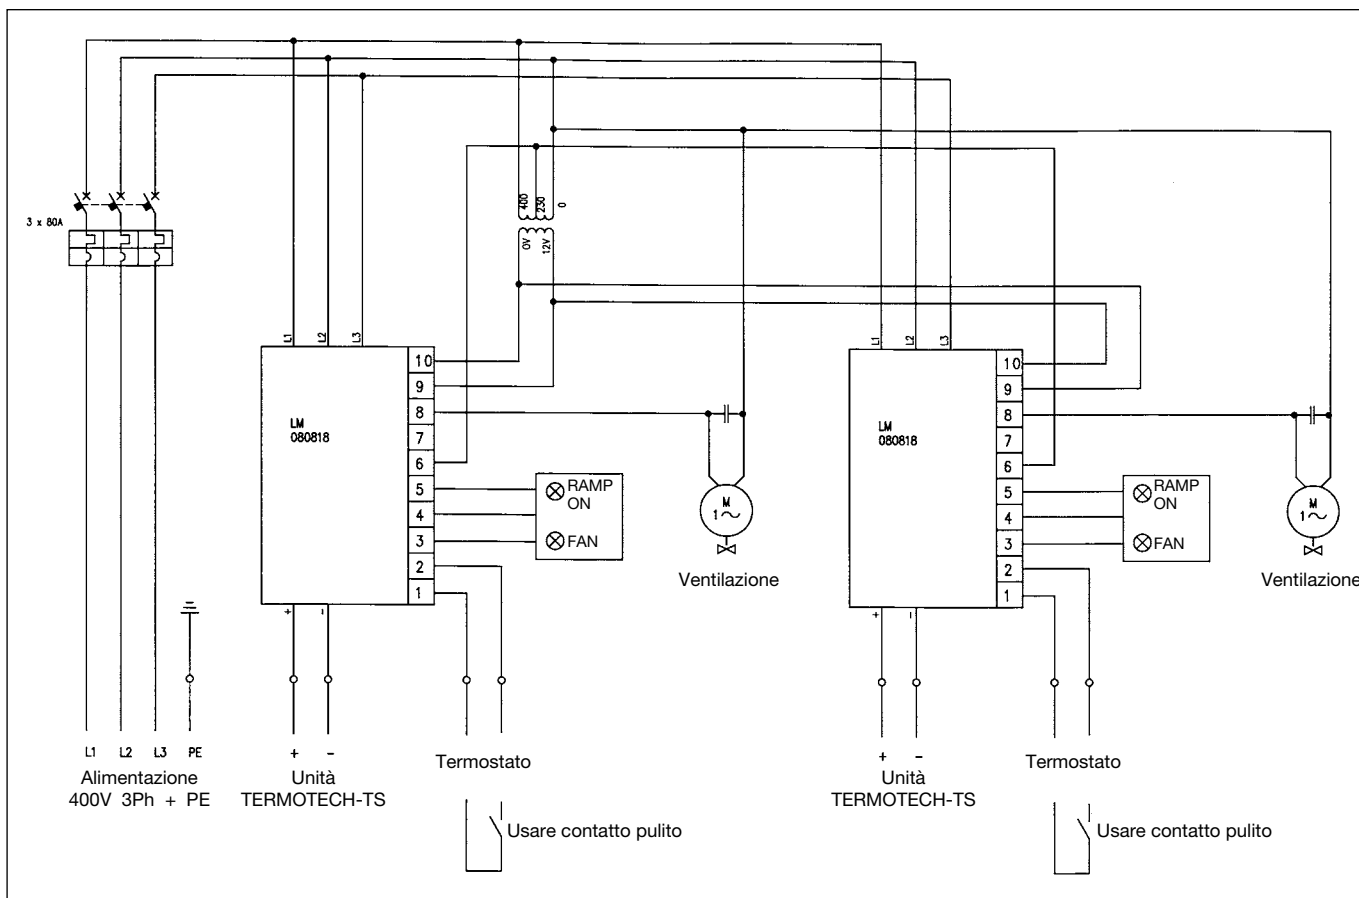 3 x 80A
400
230
0
0V
12V
L1
L2
L3
L1
L2
L3
10
9
8
7
6
5
4
3
2
1
LM
080818
RAMP
ON
FAN
M
1~
Ventilazione
+
-
10
9
8
7
6
5
4
3
2
1
LM
080818
RAMP
ON
FAN
M
1~
Ventilazione
+
-
L1 L2 L3 PE
Alimentazione
400V 3Ph + PE
+ -
Unità
TERMOTECH-TS
Termostato
Usare contatto pulito
+ -
Unità
TERMOTECH-TS
Termostato
Usare contatto pulito